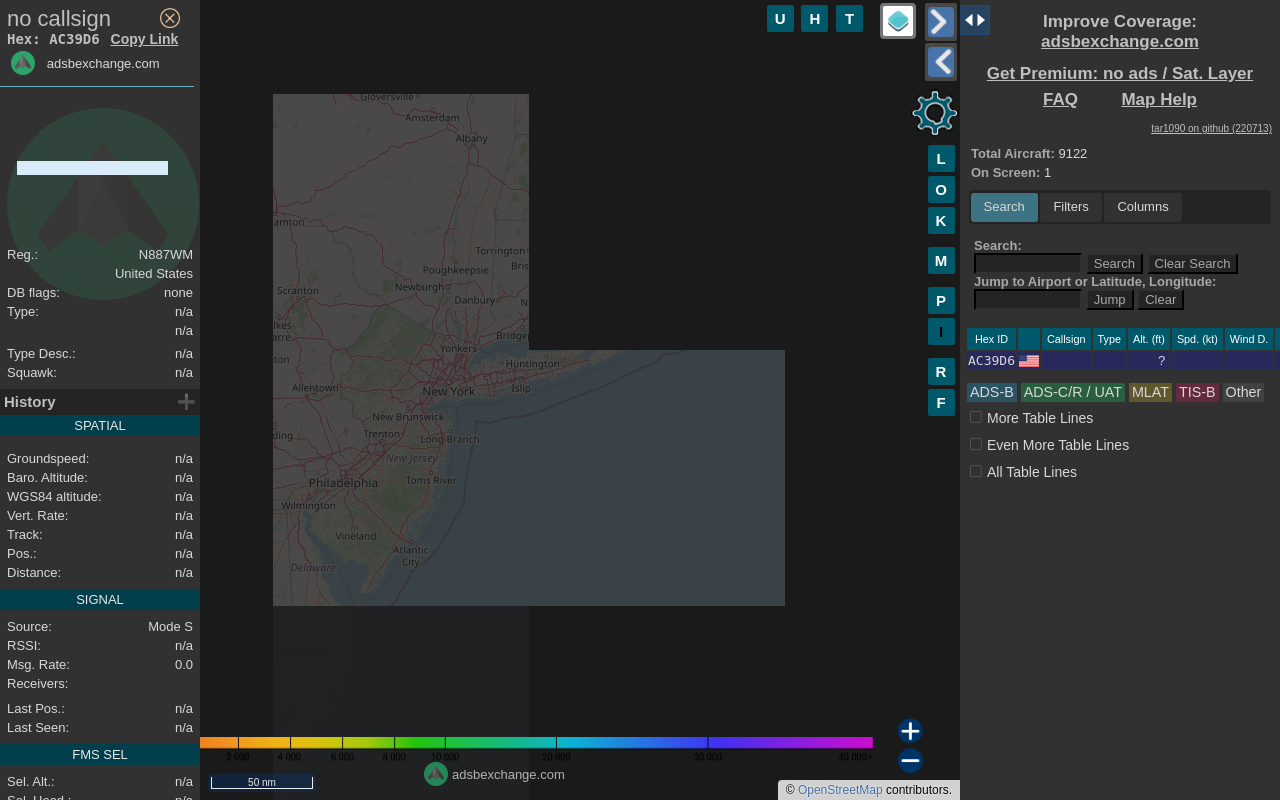 no callsign
Hex: AC39D6 Copy Link
adsbexchange.com
Reg.: N887WM
United States
DB flags: none
Type: n/a
n/a
Type Desc.: n/a
Squawk: n/a
History
SPATIAL
Groundspeed: n/a
Baro. Altitude: n/a
WGS84 altitude: n/a
Vert. Rate: n/a
Track: n/a
Pos.: n/a
Distance: n/a
SIGNAL
Source: Mode S
RSSI: n/a
Msg. Rate: 0.0
Receivers:
Last Pos.: n/a
Last Seen: n/a
FMS SEL
Sel. Alt.: n/a
Sel. Head.: n/a
U H T
L
O
K
M
P
I
R
F
Gloversville
Amsterdam
Albany
amton
Torrington
Bris
Poughkeepsie
Newburgh
Scranton
Danbury
N
lkes-
arre
Bridge
Yonkers
ton
Huntington
Allentown
New York
Islip
New Brunswick
ding
Trenton
Long Branch
New Jersey
Philadelphia
Toms River
Wilmington
Vineland
Atlantic
City
Delaware
2 000 4 000 6 000 8 000 10 000 20 000 30 000 40 000+
adsbexchange.com
50 nm
© OpenStreetMap contributors.
Improve Coverage:
adsbexchange.com
Get Premium: no ads / Sat. Layer
FAQ Map Help
tar1090 on github (220713)
Total Aircraft: 9122
On Screen: 1
Search Filters Columns
Search:
Search Clear Search
Jump to Airport or Latitude, Longitude:
Jump Clear
Hex ID Callsign Type Alt. (ft) Spd. (kt) Wind D.
AC39D6 ?
ADS-B ADS-C/R / UAT MLAT TIS-B Other
More Table Lines
Even More Table Lines
All Table Lines